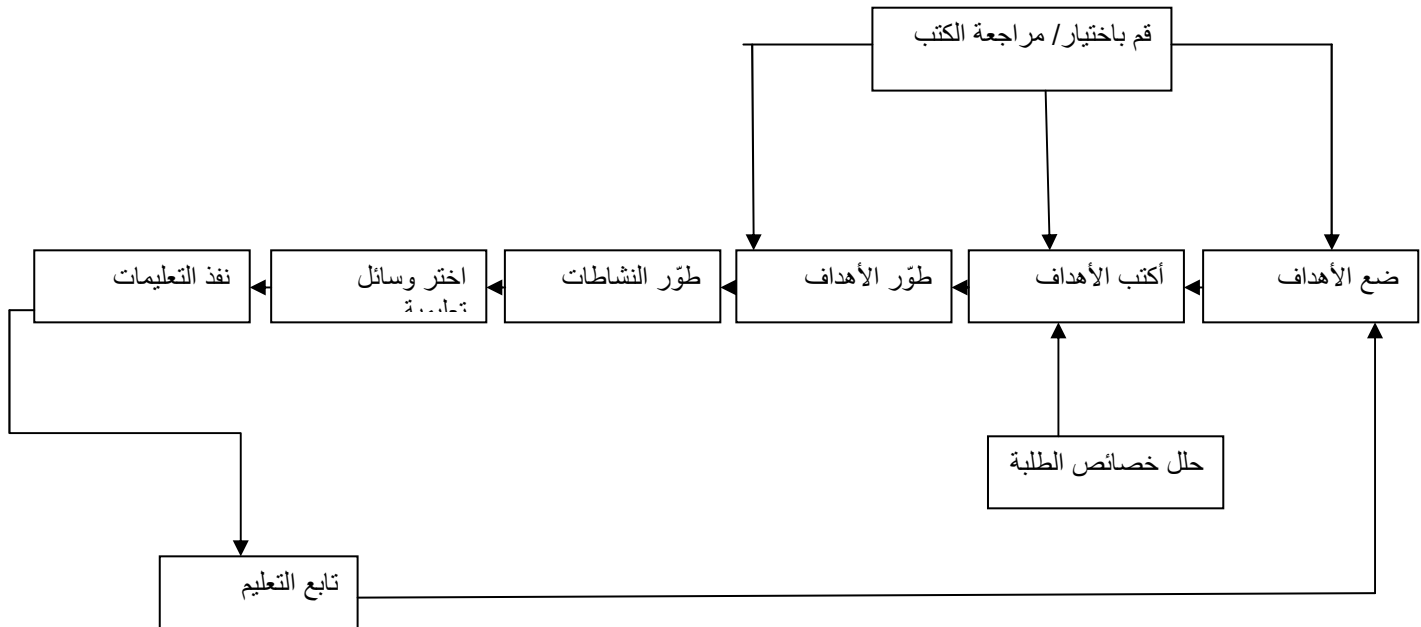 قم باختيار/ مراجعة الكتب
ضع الأهداف
أكتب الأهداف
طوّر الأهداف
طوّر النشاطات
اختر وسائل
تعليمية
نفذ التعليمات
حلل خصائص الطلبة
تابع التعليم